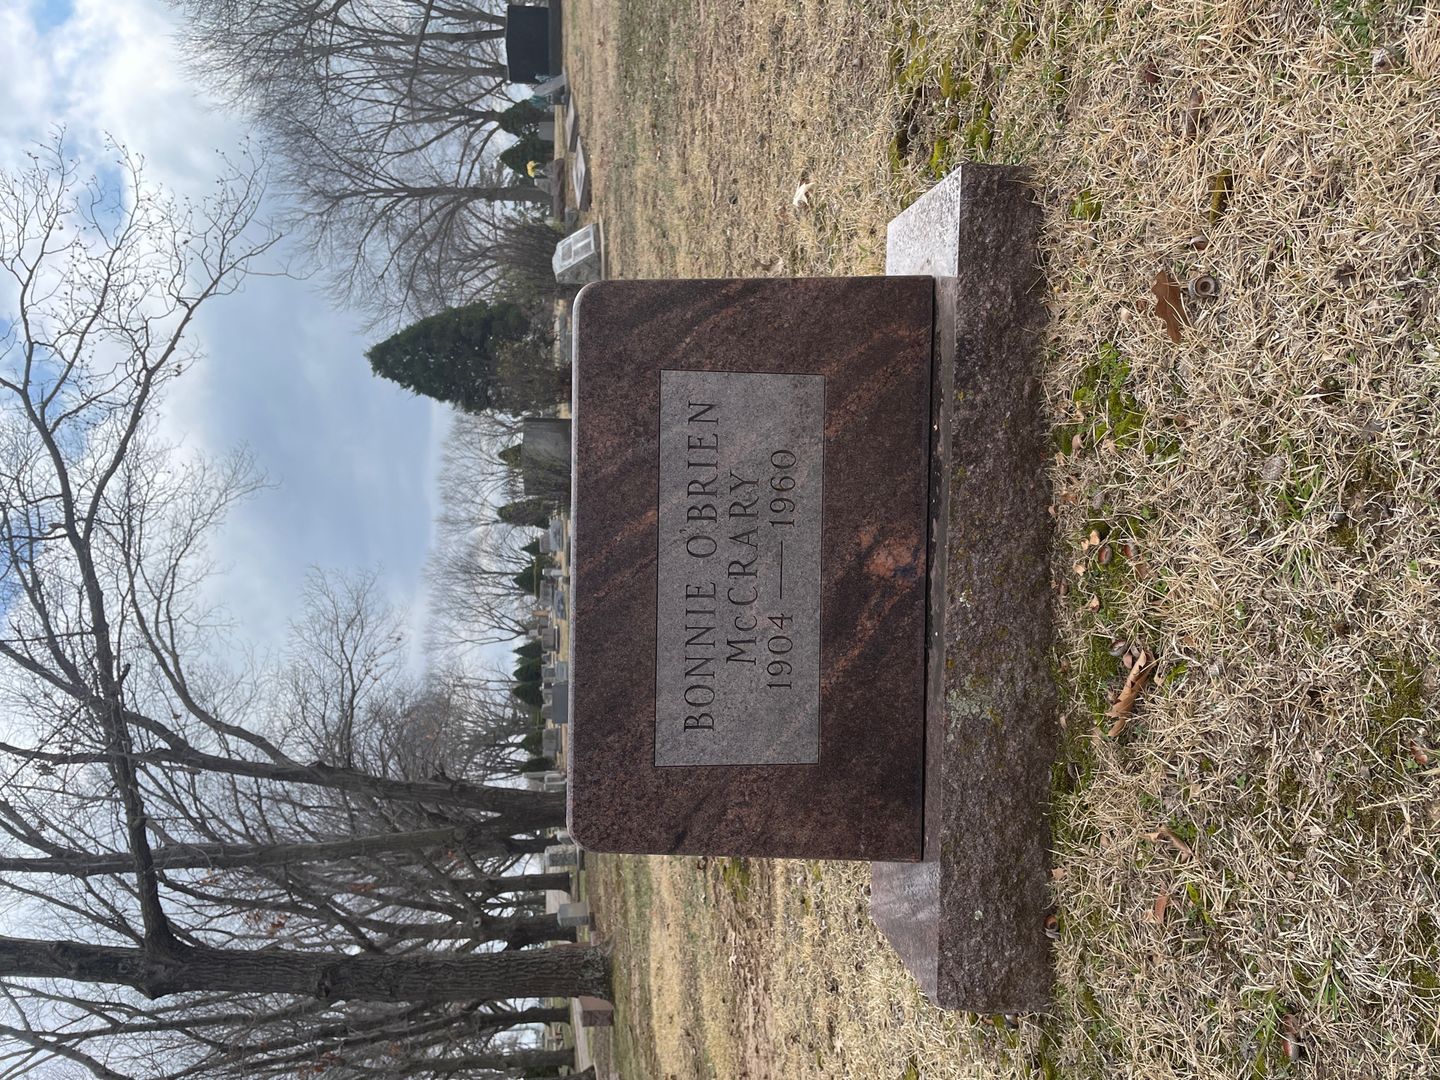 BONNIE O'BRIEN
McCRARY
1904 — 1960